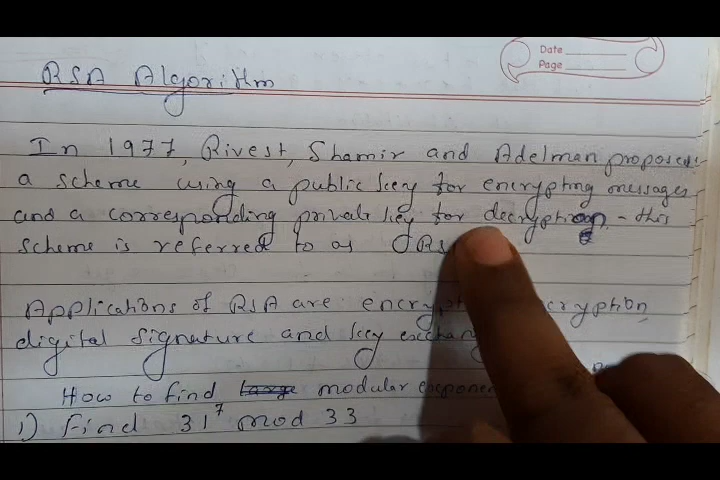 Date
Page
RSA Algorithm
In 1977, Rivest, Shamir and Adelman proposed
a scheme using a public key for encrypting messages
and a corresponding private key for decryption - this
scheme is referred to as
Applications of RSA are cryption,
digital signature and key
How to find modular
1) Find 31^7 mod 33